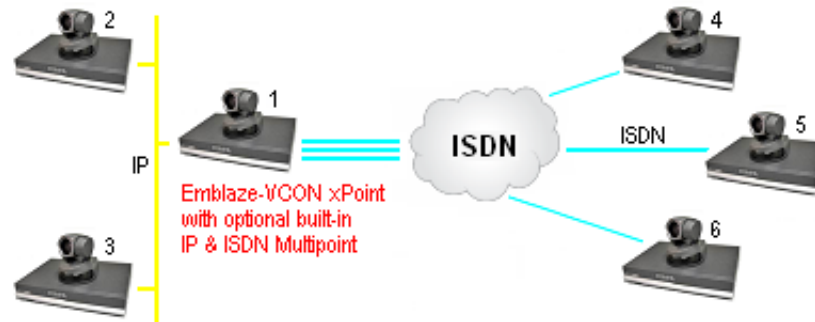 2
4
1
5
ISDN
ISDN
IP
Emblaze-VCON xPoint
with optional built-in
IP & ISDN Multipoint
3
6